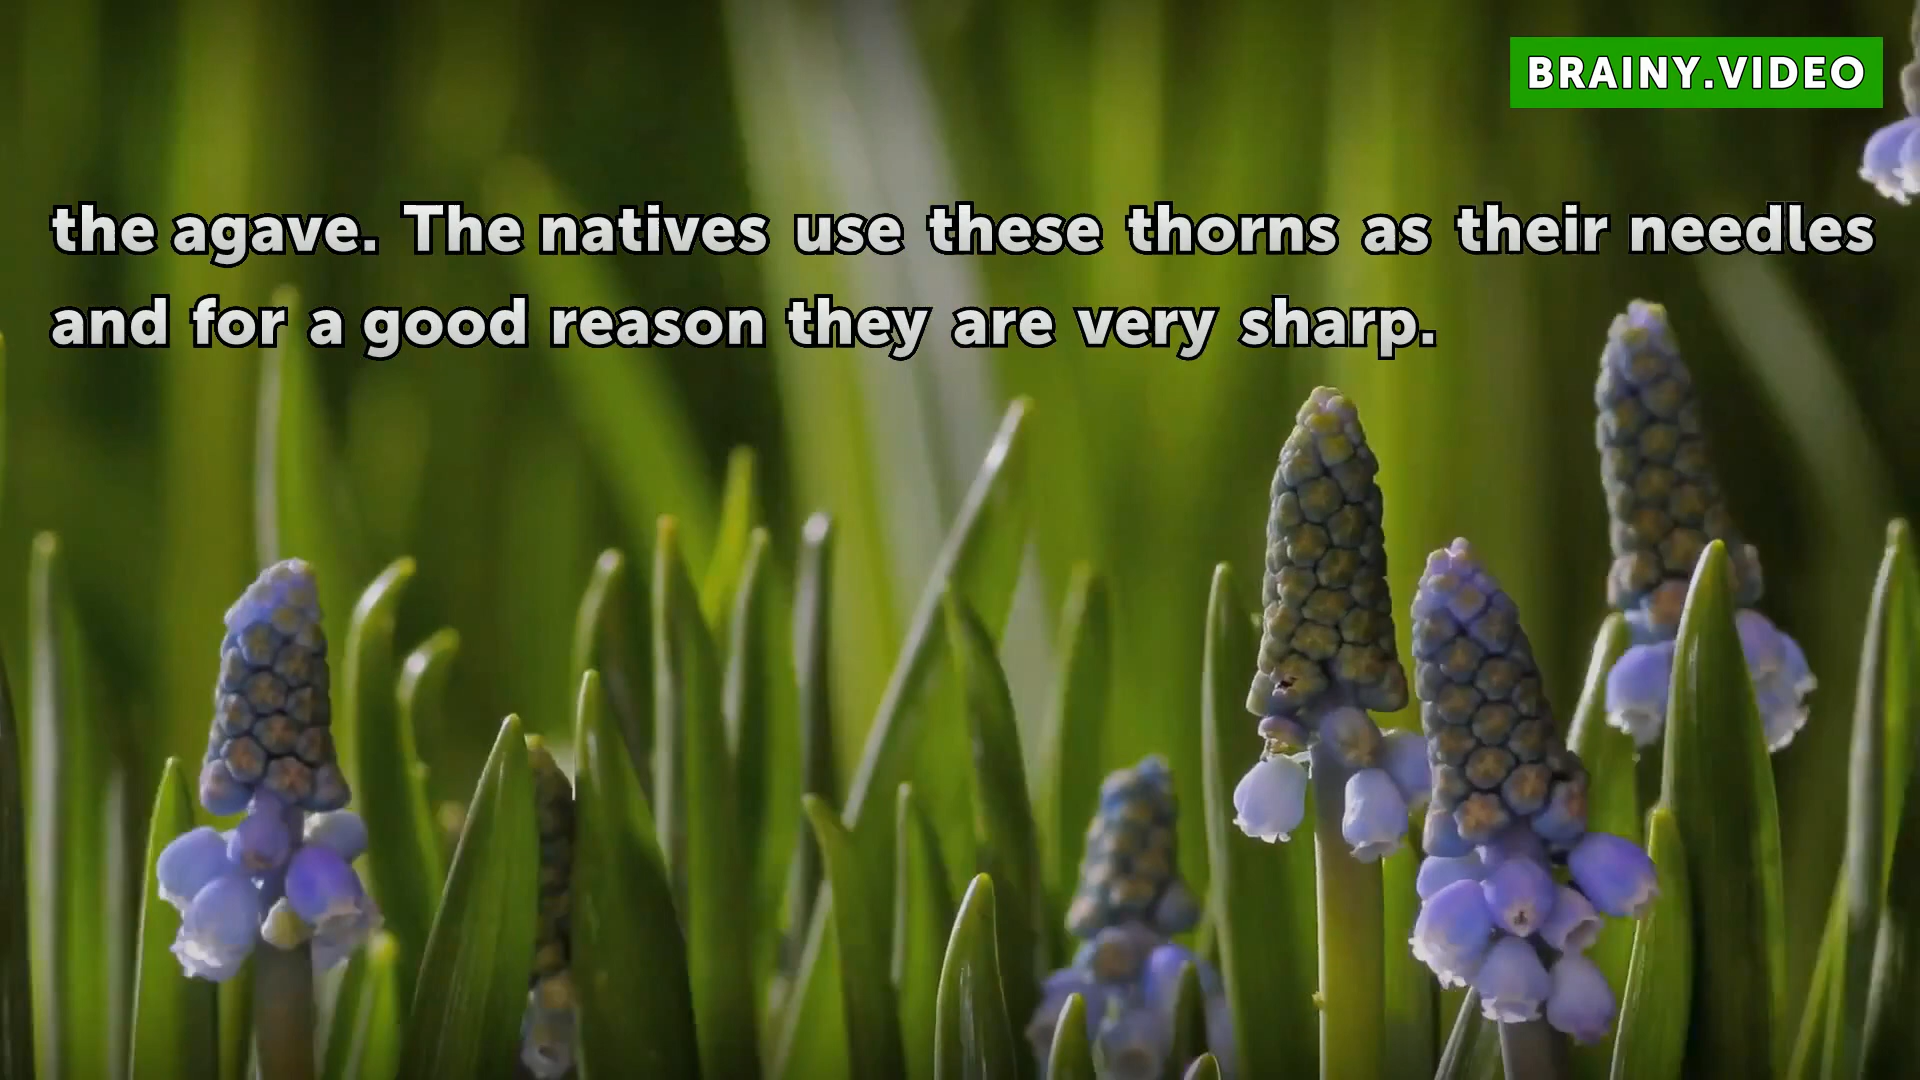 BRAINY.VIDEO
the agave. The natives use these thorns as their needles
and for a good reason they are very sharp.